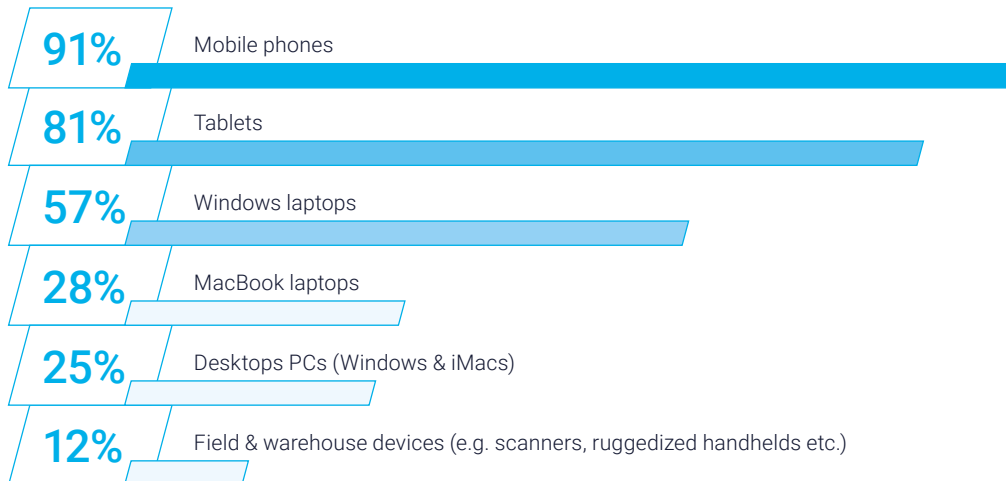 91%
Mobile phones
81%
Tablets
57%
Windows laptops
28%
MacBook laptops
25%
Desktops PCs (Windows & iMacs)
12%
Field & warehouse devices (e.g. scanners, ruggedized handhelds etc.)